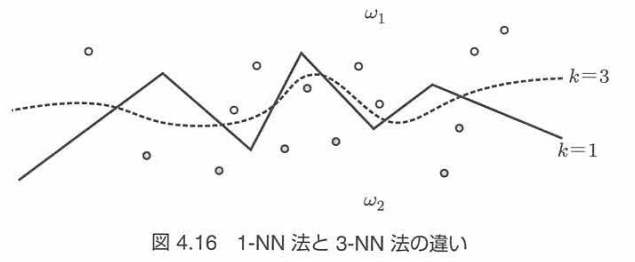 ω₁
k=3
k=1
ω₂
図 4.16 1-NN 法と 3-NN 法の違い